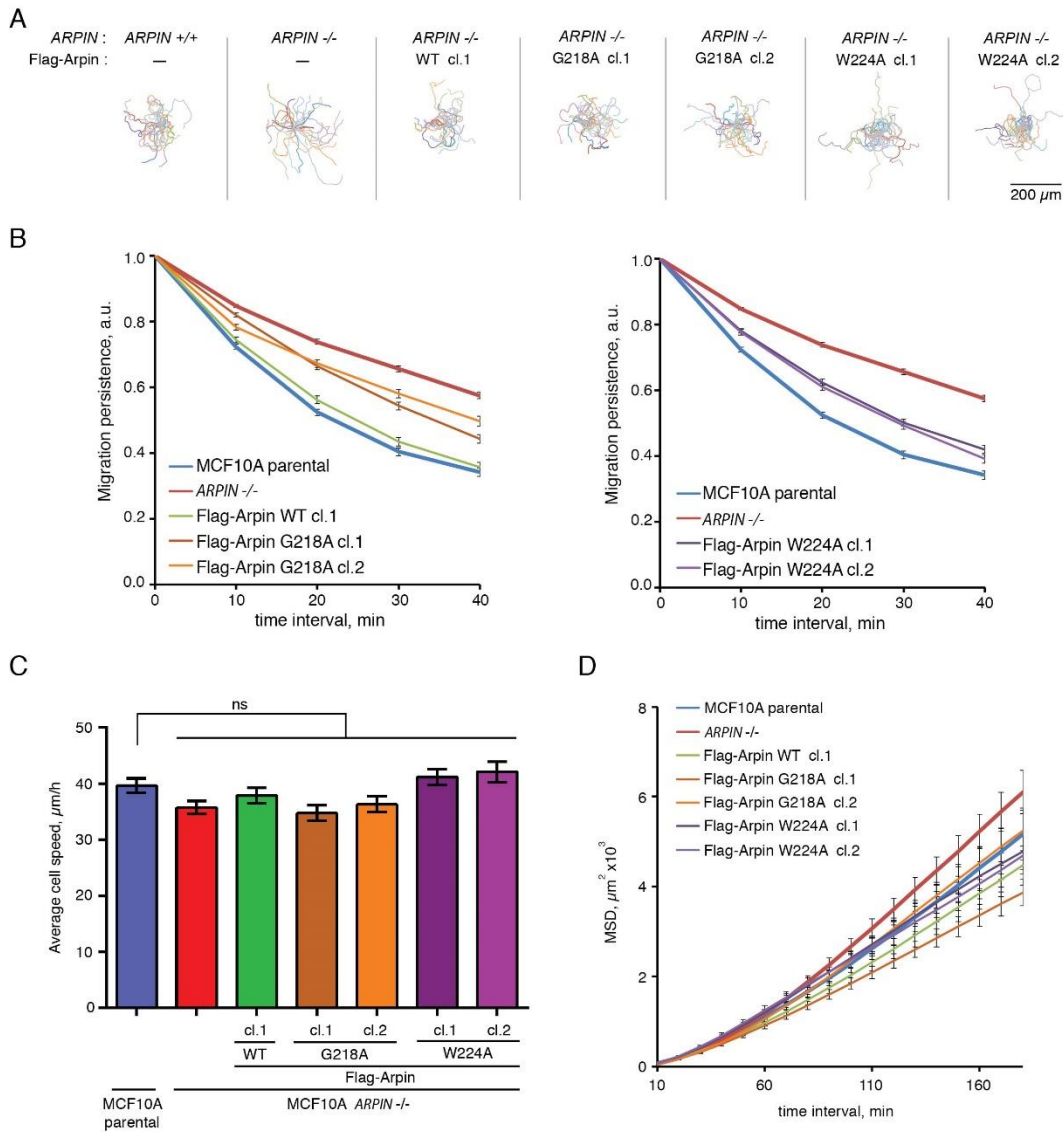 A
ARPIN : ARPIN +/+ ARPIN -/- ARPIN -/- ARPIN -/- ARPIN -/- ARPIN -/- ARPIN -/-
Flag-Arpin : — — WT cl.1 G218A cl.1 G218A cl.2 W224A cl.1 W224A cl.2
200 µm
B
Migration persistence, a.u.
1.0
0.8
0.6
0.4
0.2
0.0
0 10 20 30 40
time interval, min
MCF10A parental
ARPIN -/-
Flag-Arpin WT cl.1
Flag-Arpin G218A cl.1
Flag-Arpin G218A cl.2
Migration persistence, a.u.
1.0
0.8
0.6
0.4
0.2
0.0
0 10 20 30 40
time interval, min
MCF10A parental
ARPIN -/-
Flag-Arpin W224A cl.1
Flag-Arpin W224A cl.2
C
ns
Average cell speed, µm/h
50
40
30
20
10
0
cl.1 cl.1 cl.2 cl.1 cl.2
WT G218A W224A
Flag-Arpin
MCF10A parental
MCF10A ARPIN -/-
D
MCF10A parental
ARPIN -/-
Flag-Arpin WT cl.1
Flag-Arpin G218A cl.1
Flag-Arpin G218A cl.2
Flag-Arpin W224A cl.1
Flag-Arpin W224A cl.2
MSD, µm² x10³
8
6
4
2
0
10 60 110 160
time interval, min